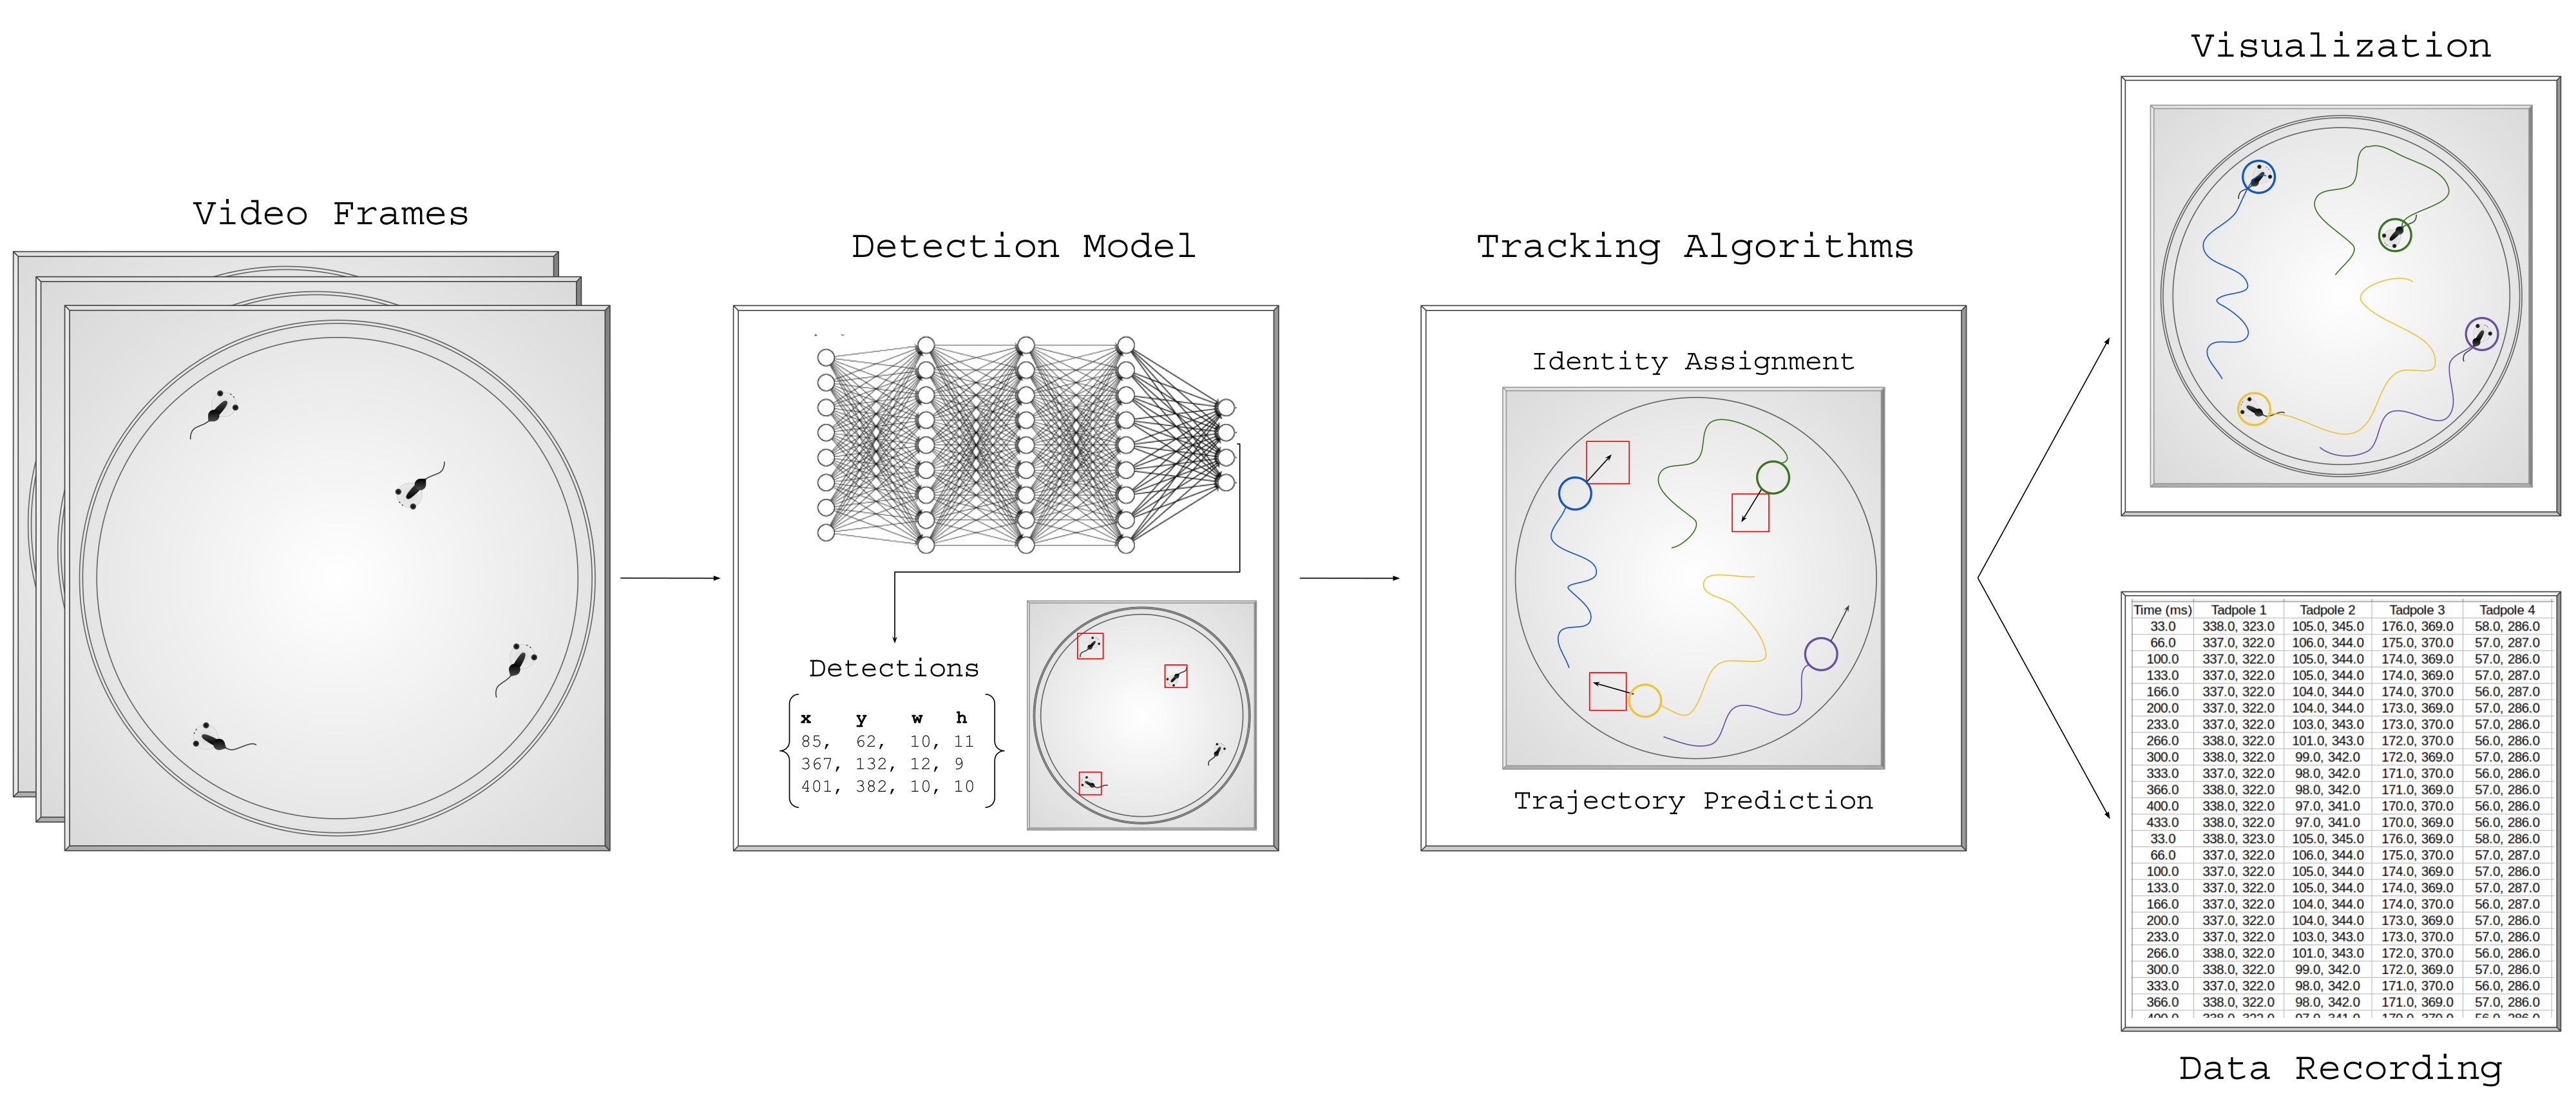 Video Frames
Detection Model
Detections
x y w h
85, 62, 10, 11
367, 132, 12, 9
401, 382, 10, 10
Tracking Algorithms
Identity Assignment
Trajectory Prediction
Visualization
Time (ms) Tadpole 1 Tadpole 2 Tadpole 3 Tadpole 4
33.0 338.0, 323.0 105.0, 345.0 176.0, 369.0 58.0, 286.0
66.0 337.0, 322.0 106.0, 344.0 175.0, 370.0 57.0, 287.0
100.0 337.0, 322.0 105.0, 344.0 174.0, 369.0 57.0, 286.0
133.0 337.0, 322.0 105.0, 344.0 174.0, 369.0 57.0, 287.0
166.0 337.0, 322.0 104.0, 344.0 174.0, 370.0 56.0, 287.0
200.0 337.0, 322.0 104.0, 344.0 173.0, 369.0 57.0, 286.0
233.0 337.0, 322.0 103.0, 343.0 173.0, 370.0 57.0, 286.0
266.0 338.0, 322.0 101.0, 343.0 172.0, 370.0 56.0, 286.0
300.0 338.0, 322.0 99.0, 342.0 172.0, 369.0 57.0, 286.0
333.0 337.0, 322.0 98.0, 342.0 171.0, 370.0 56.0, 286.0
366.0 338.0, 322.0 98.0, 342.0 171.0, 369.0 57.0, 286.0
400.0 338.0, 322.0 97.0, 341.0 170.0, 370.0 56.0, 286.0
433.0 338.0, 322.0 97.0, 341.0 170.0, 369.0 56.0, 286.0
33.0 338.0, 323.0 105.0, 345.0 176.0, 369.0 58.0, 286.0
66.0 337.0, 322.0 106.0, 344.0 175.0, 370.0 57.0, 287.0
100.0 337.0, 322.0 105.0, 344.0 174.0, 369.0 57.0, 286.0
133.0 337.0, 322.0 105.0, 344.0 174.0, 369.0 57.0, 287.0
166.0 337.0, 322.0 104.0, 344.0 174.0, 370.0 56.0, 287.0
200.0 337.0, 322.0 104.0, 344.0 173.0, 369.0 57.0, 286.0
233.0 337.0, 322.0 103.0, 343.0 173.0, 370.0 57.0, 286.0
266.0 338.0, 322.0 101.0, 343.0 172.0, 370.0 56.0, 286.0
300.0 338.0, 322.0 99.0, 342.0 172.0, 369.0 57.0, 286.0
333.0 337.0, 322.0 98.0, 342.0 171.0, 370.0 56.0, 286.0
366.0 338.0, 322.0 98.0, 342.0 171.0, 369.0 57.0, 286.0
Data Recording